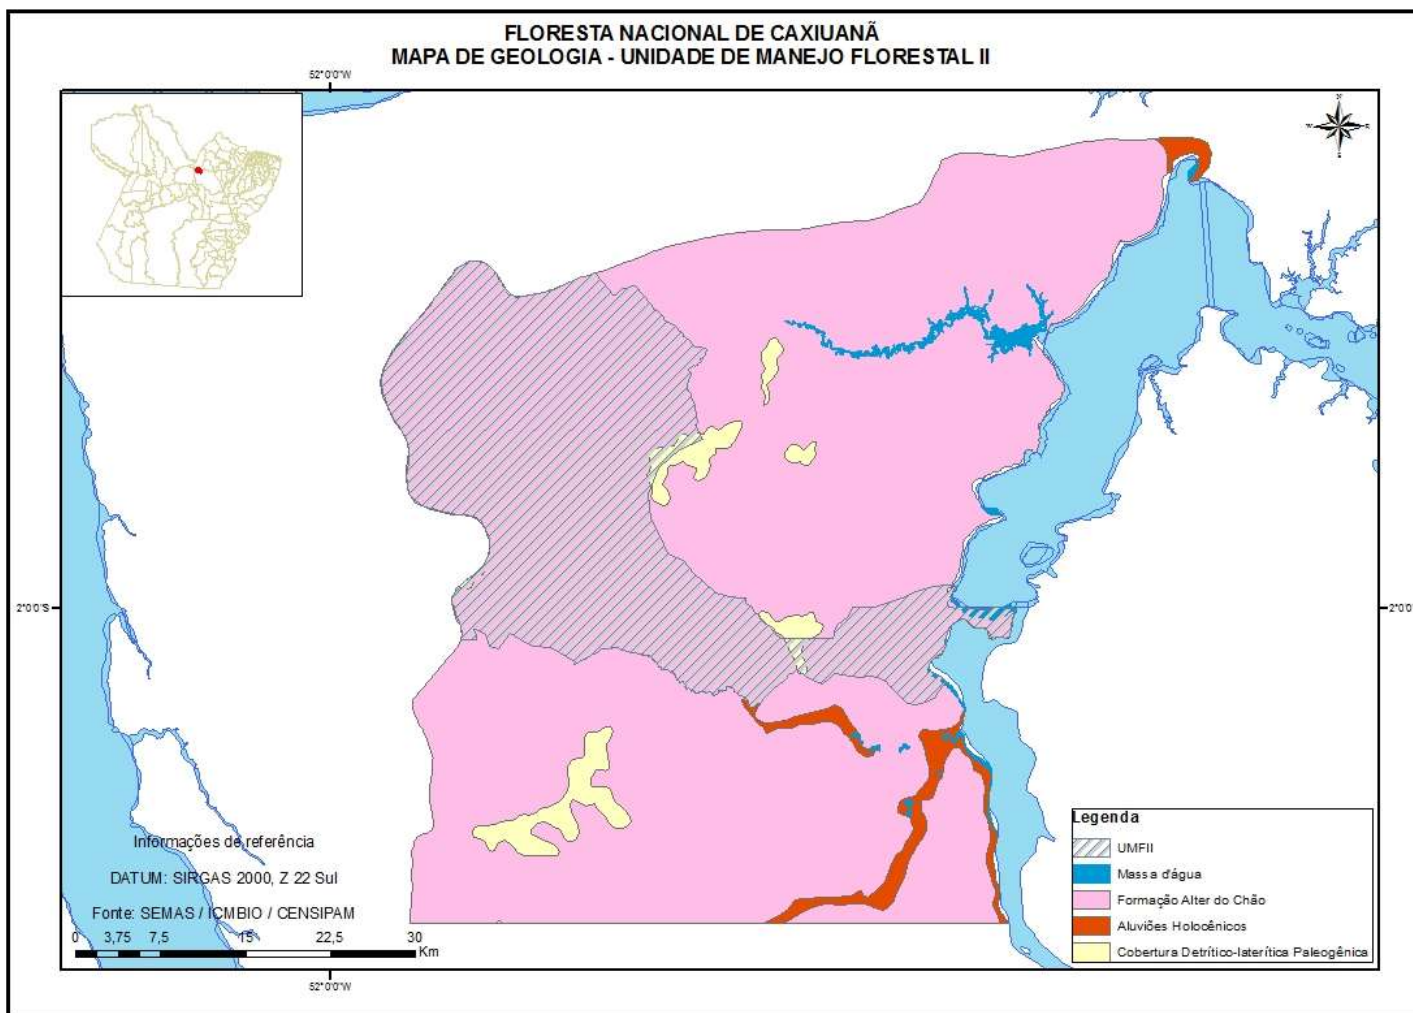 FLORESTA NACIONAL DE CAXIUANÃ
MAPA DE GEOLOGIA - UNIDADE DE MANEJO FLORESTAL II
52°0'0"W
N
W
E
S
2°0'0"S
2°0'0"
Informações de referência
DATUM: SIRGAS 2000, Z 22 Sul
Fonte: SEMAS / ICMBIO / CENSIPAM
0 3,75 7,5 15 22,5 30
Km
52°0'0"W
Legenda
UMFII
Massa d'água
Formação Alter do Chão
Aluviões Holocênicos
Cobertura Detrítico-laterítica Paleogênica